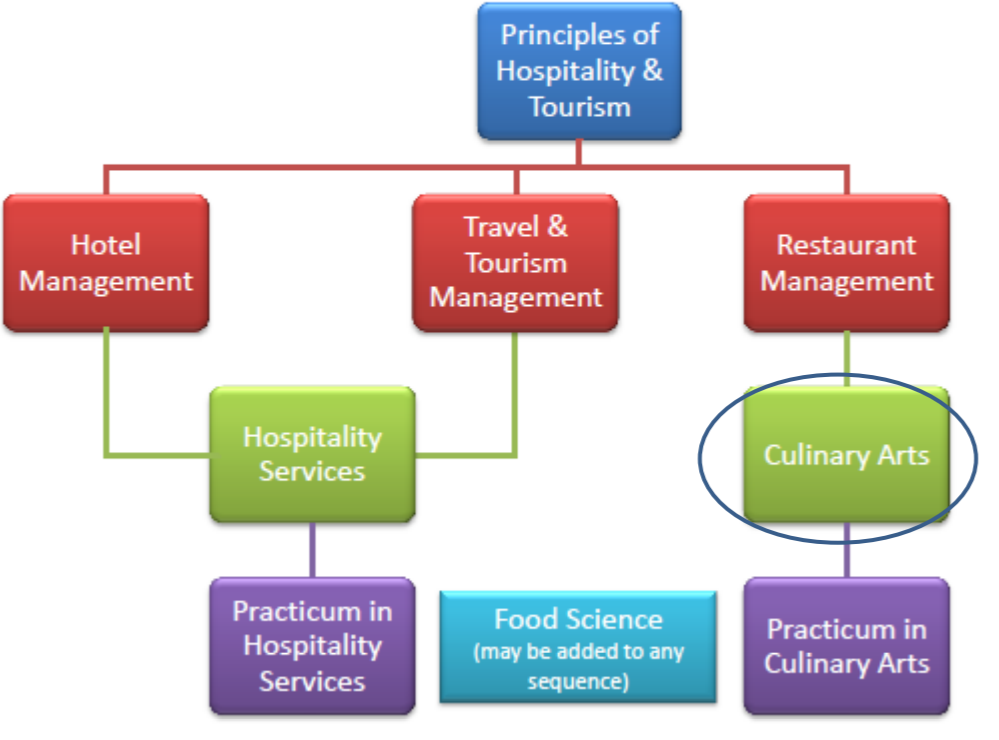 Principles of
Hospitality &
Tourism
Hotel
Management
Travel &
Tourism
Management
Restaurant
Management
Hospitality
Services
Culinary Arts
Practicum in
Hospitality
Services
Food Science
(may be added to any
sequence)
Practicum in
Culinary Arts